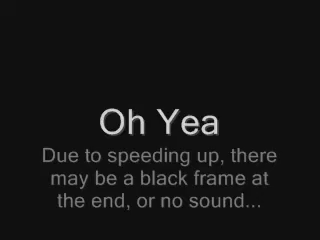 Oh Yea
Due to speeding up, there
may be a black frame at
the end, or no sound...